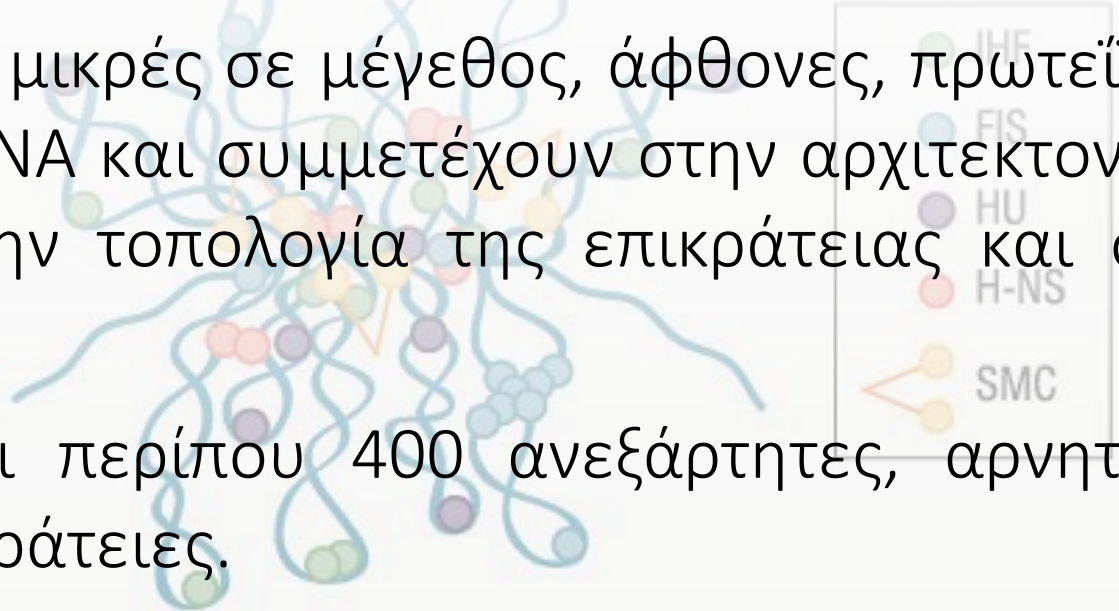 μικρές σε μέγεθος, άφθονες, πρωτεΐ
ΝΑ και συμμετέχουν στην αρχιτεκτον
ην τοπολογία της επικράτειας και
ι περίπου 400 ανεξάρτητες, αρνητ
ράτειες.
IHF
FIS
HU
H-NS
SMC